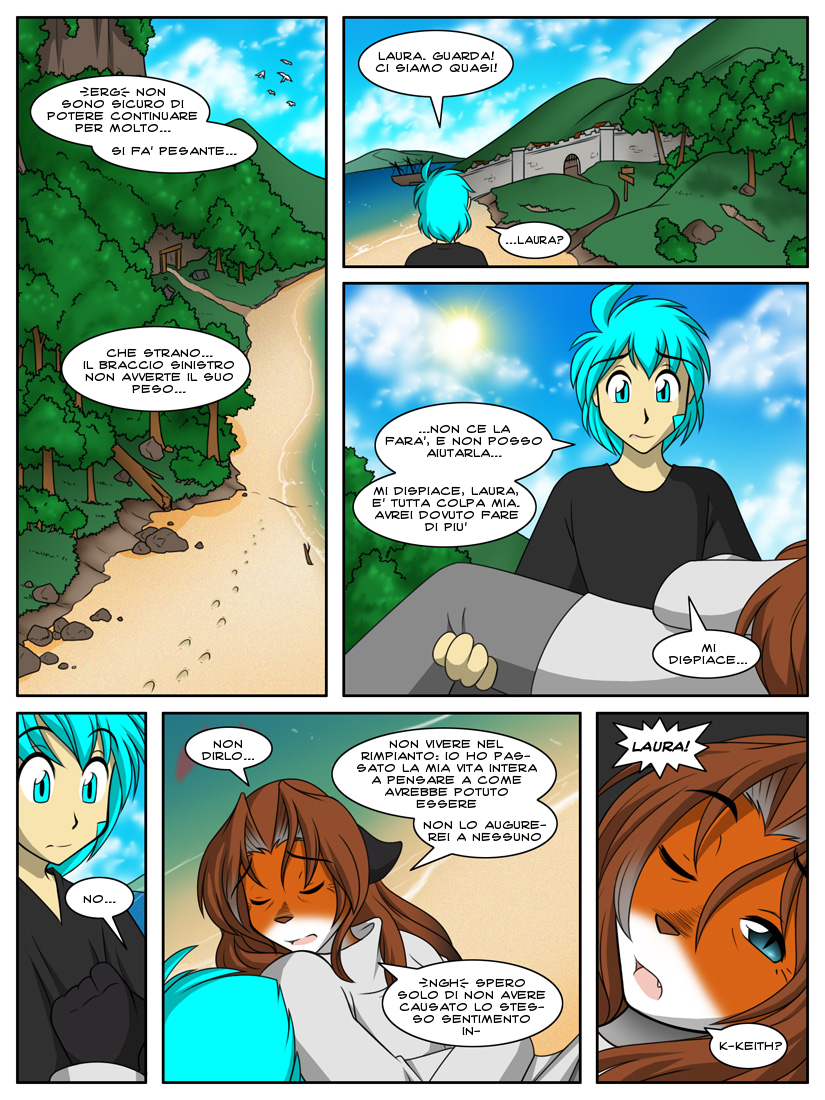 >ERG< NON
SONO SICURO DI
POTERE CONTINUARE
PER MOLTO...
SI FA' PESANTE...
CHE STRANO...
IL BRACCIO SINISTRO
NON AVVERTE IL SUO
PESO...
LAURA. GUARDA!
CI SIAMO QUASI!
...LAURA?
...NON CE LA
FARA', E NON POSSO
AIUTARLA...
MI DISPIACE, LAURA,
E' TUTTA COLPA MIA.
AVREI DOVUTO FARE
DI PIU'
MI
DISPIACE...
NO...
NON
DIRLO...
NON VIVERE NEL
RIMPIANTO: IO HO PAS-
SATO LA MIA VITA INTERA
A PENSARE A COME
AVREBBE POTUTO
ESSERE
NON LO AUGURE-
REI A NESSUNO
>NGH< SPERO
SOLO DI NON AVERE
CAUSATO LO STES-
SO SENTIMENTO
IN-
LAURA!
K-KEITH?